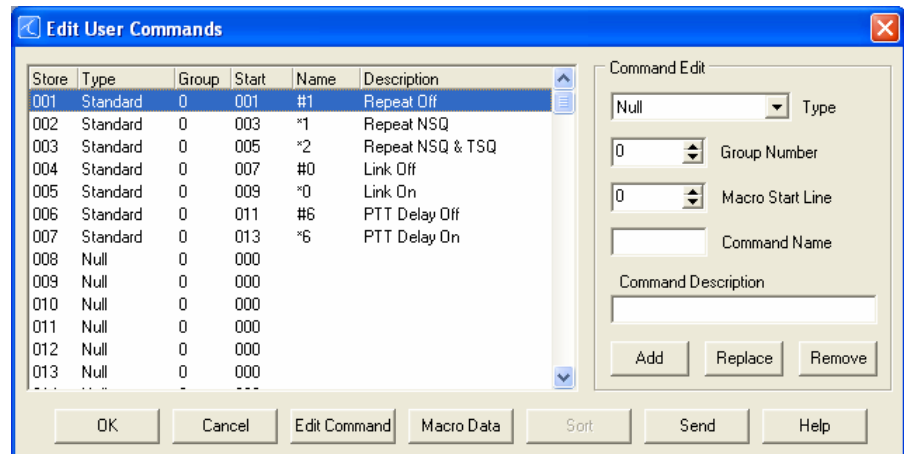 Edit User Commands
Store Type Group Start Name Description
001 Standard 0 001 #1 Repeat Off
002 Standard 0 003 *1 Repeat NSQ
003 Standard 0 005 *2 Repeat NSQ & TSQ
004 Standard 0 007 #0 Link Off
005 Standard 0 009 *0 Link On
006 Standard 0 011 #6 PTT Delay Off
007 Standard 0 013 *6 PTT Delay On
008 Null 0 000
009 Null 0 000
010 Null 0 000
011 Null 0 000
012 Null 0 000
013 Null 0 000
Command Edit
Null Type
0 Group Number
0 Macro Start Line
Command Name
Command Description
Add Replace Remove
OK Cancel Edit Command Macro Data Sort Send Help